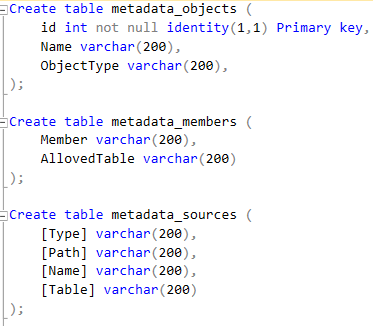 Create table metadata_objects (
id int not null identity(1,1) Primary key,
Name varchar(200),
ObjectType varchar(200),
);
Create table metadata_members (
Member varchar(200),
AllovedTable varchar(200)
);
Create table metadata_sources (
[Type] varchar(200),
[Path] varchar(200),
[Name] varchar(200),
[Table] varchar(200)
);